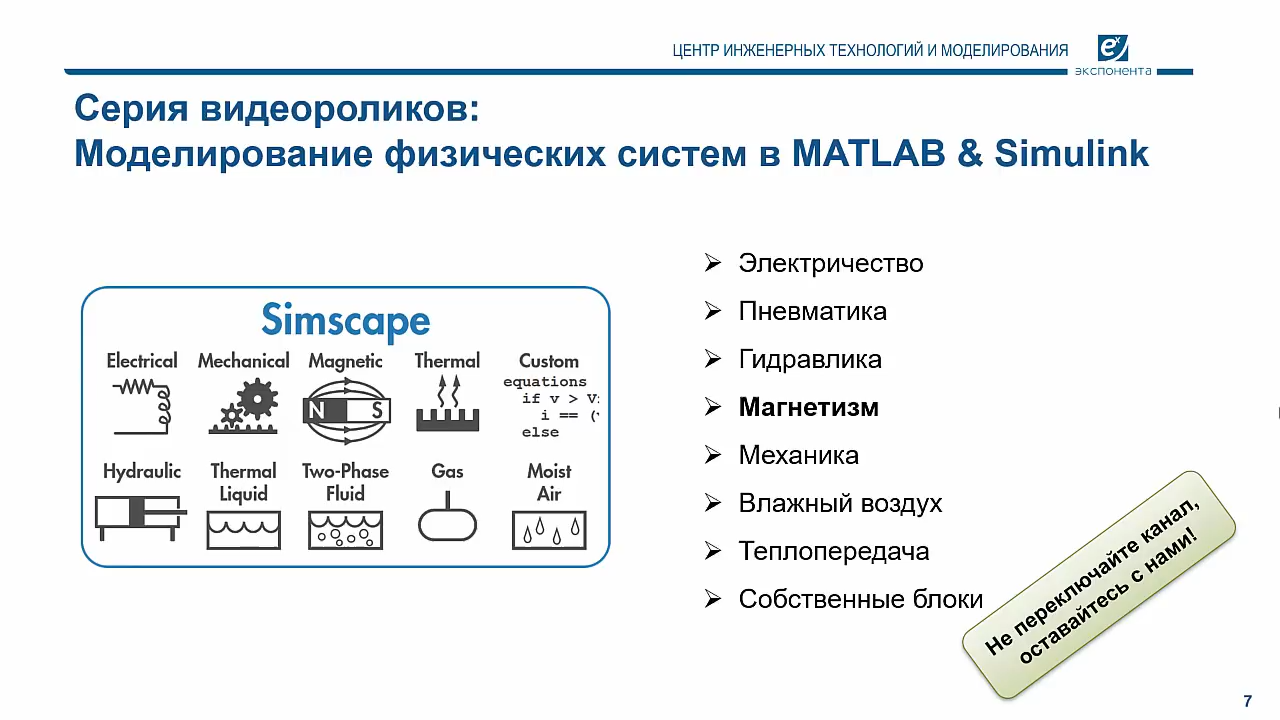 ЦЕНТР ИНЖЕНЕРНЫХ ТЕХНОЛОГИЙ И МОДЕЛИРОВАНИЯ
ex
экспонента
Серия видеороликов:
Моделирование физических систем в MATLAB & Simulink
Simscape
Electrical Mechanical Magnetic Thermal Custom
equations
if v > V
i == (
else
N S
Hydraulic Thermal Liquid Two-Phase Fluid Gas Moist Air
Электричество
Пневматика
Гидравлика
Магнетизм
Механика
Влажный воздух
Теплопередача
Собственные блоки
Не переключайте канал,
оставайтесь с нами!
7